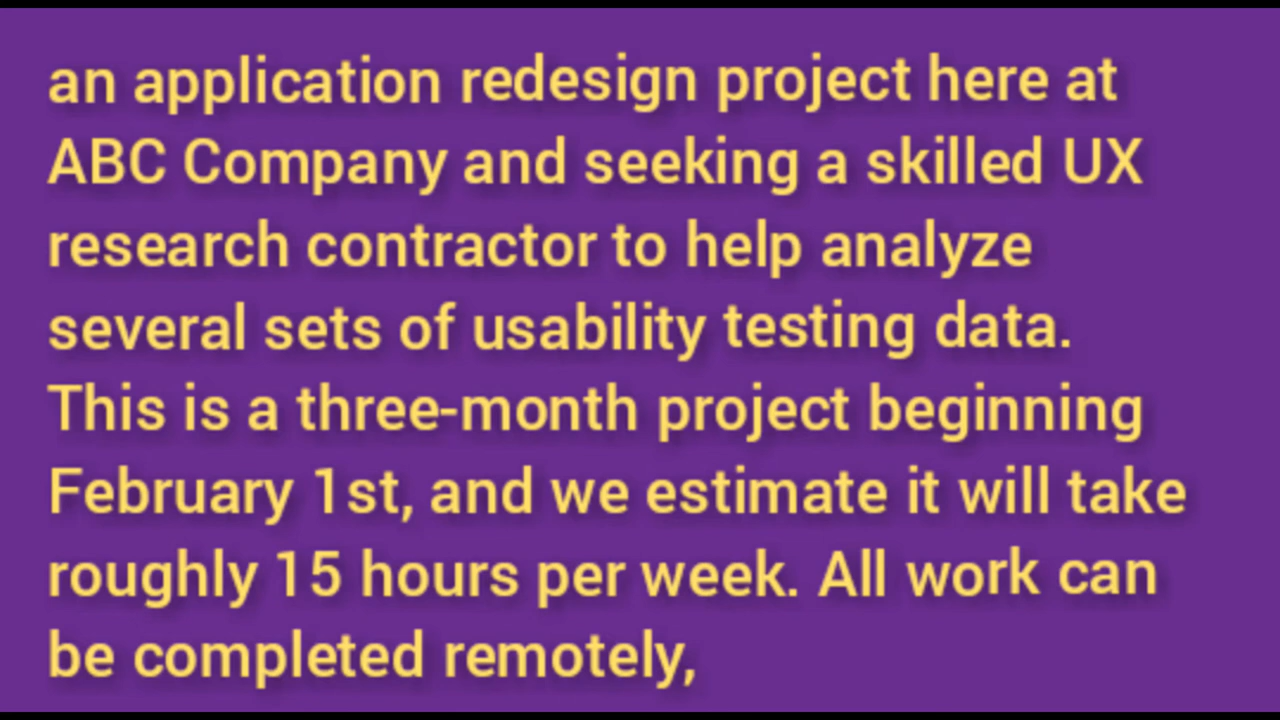 an application redesign project here at
ABC Company and seeking a skilled UX
research contractor to help analyze
several sets of usability testing data.
This is a three-month project beginning
February 1st, and we estimate it will take
roughly 15 hours per week. All work can
be completed remotely,